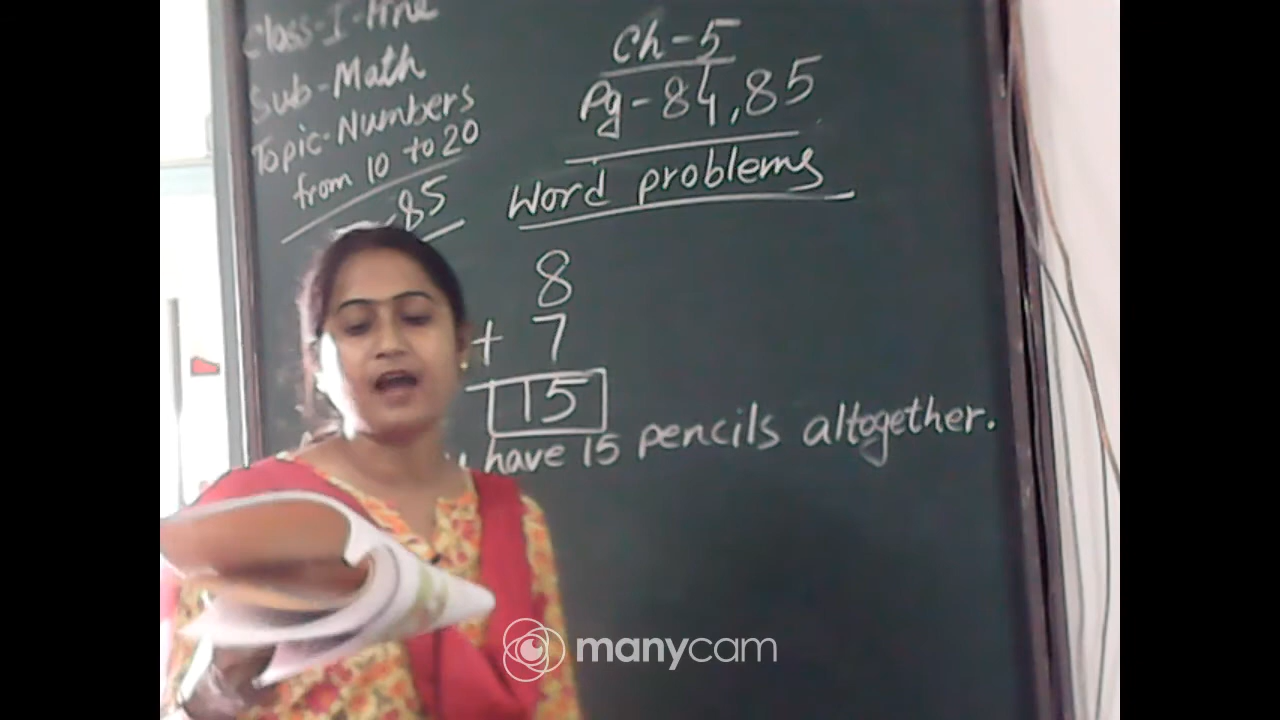 Class-I-
Sub-Math
Topic-Numbers
from 10 to 20
85
Ch-5
Pg-84,85
Word problems
8
+ 7
15
have 15 pencils altogether.
manycam